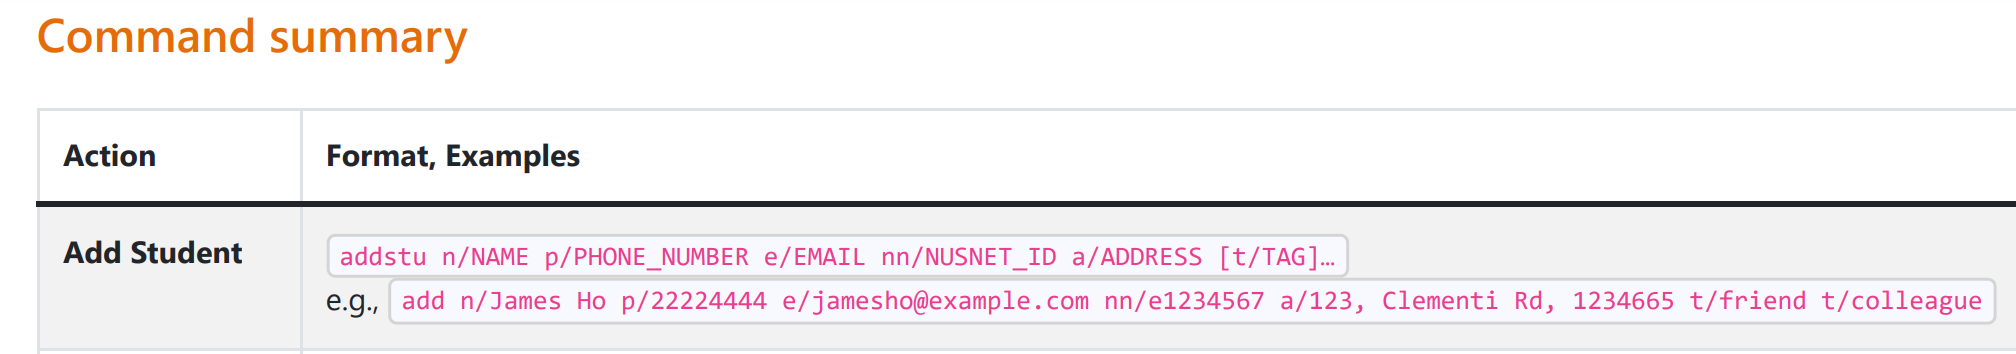 Command summary
Action
Format, Examples
Add Student
addstu n/NAME p/PHONE_NUMBER e/EMAIL nn/NUSNET_ID a/ADDRESS [t/TAG]…
e.g., add n/James Ho p/22224444 e/jamesho@example.com nn/e1234567 a/123, Clementi Rd, 1234665 t/friend t/colleague